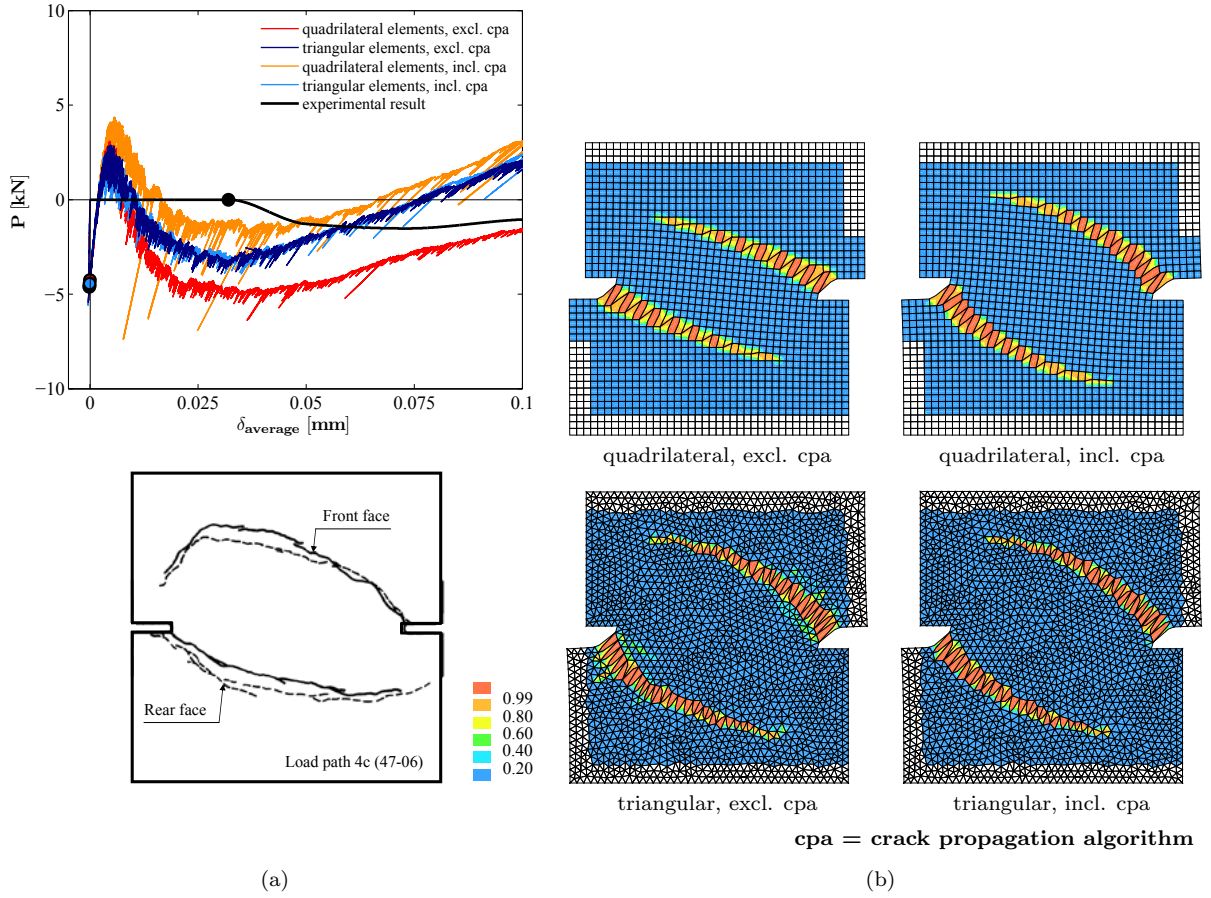 10
5
0
−5
−10
P [kN]
quadrilateral elements, excl. cpa
triangular elements, excl. cpa
quadrilateral elements, incl. cpa
triangular elements, incl. cpa
experimental result
0
0.025
0.05
0.075
0.1
δaverage [mm]
Front face
Rear face
Load path 4c (47-06)
0.99
0.80
0.60
0.40
0.20
quadrilateral, excl. cpa
quadrilateral, incl. cpa
triangular, excl. cpa
triangular, incl. cpa
cpa = crack propagation algorithm
(a)
(b)